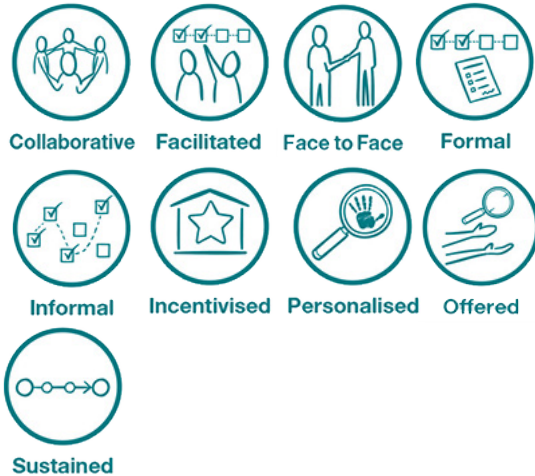 Collaborative Facilitated Face to Face Formal
Informal Incentivised Personalised Offered
Sustained